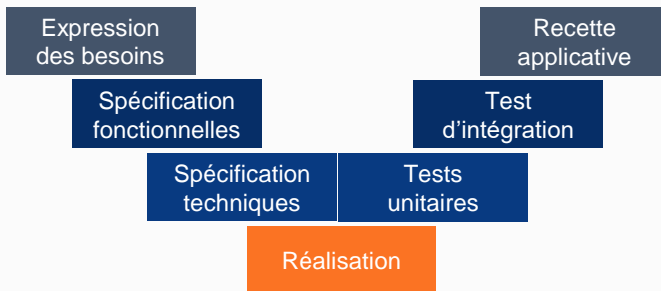 Expression
des besoins
Recette
applicative
Spécification
fonctionnelles
Test
d’intégration
Spécification
techniques
Tests
unitaires
Réalisation